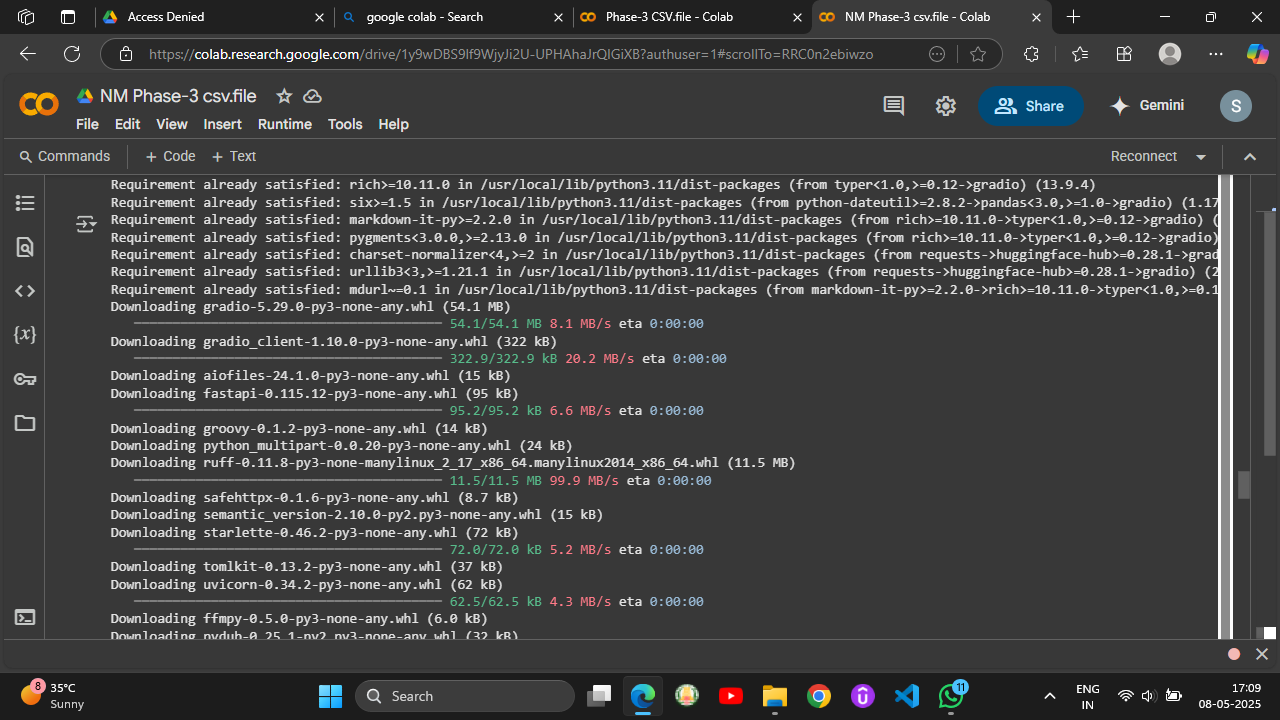 Access Denied
google colab - Search
Phase-3 CSV.file - Colab
NM Phase-3 csv.file - Colab
https://colab.research.google.com/drive/1y9wDBS9If9WjyJi2U-UPHAhaJrQIGiXB?authuser=1#scrollTo=RRC0n2ebiwzo
CO
NM Phase-3 csv.file
Share
Gemini
S
File Edit View Insert Runtime Tools Help
Commands
+ Code
+ Text
Reconnect
Requirement already satisfied: rich>=10.11.0 in /usr/local/lib/python3.11/dist-packages (from typer<1.0,>=0.12->gradio) (13.9.4)
Requirement already satisfied: six>=1.5 in /usr/local/lib/python3.11/dist-packages (from python-dateutil>=2.8.2->pandas<3.0,>=1.0->gradio) (1.17
Requirement already satisfied: markdown-it-py>=2.2.0 in /usr/local/lib/python3.11/dist-packages (from rich>=10.11.0->typer<1.0,>=0.12->gradio) (
Requirement already satisfied: pygments<3.0.0,>=2.13.0 in /usr/local/lib/python3.11/dist-packages (from rich>=10.11.0->typer<1.0,>=0.12->gradio)
Requirement already satisfied: charset-normalizer<4,>=2 in /usr/local/lib/python3.11/dist-packages (from requests->huggingface-hub>=0.28.1->grad
Requirement already satisfied: urllib3<3,>=1.21.1 in /usr/local/lib/python3.11/dist-packages (from requests->huggingface-hub>=0.28.1->gradio) (2
Requirement already satisfied: mdurl~=0.1 in /usr/local/lib/python3.11/dist-packages (from markdown-it-py>=2.2.0->rich>=10.11.0->typer<1.0,>=0.1
Downloading gradio-5.29.0-py3-none-any.whl (54.1 MB)
54.1/54.1 MB 8.1 MB/s eta 0:00:00
Downloading gradio_client-1.10.0-py3-none-any.whl (322 kB)
322.9/322.9 kB 20.2 MB/s eta 0:00:00
Downloading aiofiles-24.1.0-py3-none-any.whl (15 kB)
Downloading fastapi-0.115.12-py3-none-any.whl (95 kB)
95.2/95.2 kB 6.6 MB/s eta 0:00:00
Downloading groovy-0.1.2-py3-none-any.whl (14 kB)
Downloading python_multipart-0.0.20-py3-none-any.whl (24 kB)
Downloading ruff-0.11.8-py3-none-manylinux_2_17_x86_64.manylinux2014_x86_64.whl (11.5 MB)
11.5/11.5 MB 99.9 MB/s eta 0:00:00
Downloading safehttpx-0.1.6-py3-none-any.whl (8.7 kB)
Downloading semantic_version-2.10.0-py2.py3-none-any.whl (15 kB)
Downloading starlette-0.46.2-py3-none-any.whl (72 kB)
72.0/72.0 kB 5.2 MB/s eta 0:00:00
Downloading tomlkit-0.13.2-py3-none-any.whl (37 kB)
Downloading uvicorn-0.34.2-py3-none-any.whl (62 kB)
62.5/62.5 kB 4.3 MB/s eta 0:00:00
Downloading ffmpy-0.5.0-py3-none-any.whl (6.0 kB)
Downloading pydub-0.25.1-py2.py3-none-any.whl (32 kB)
8
35°C
Sunny
Search
11
ENG
IN
17:09
08-05-2025